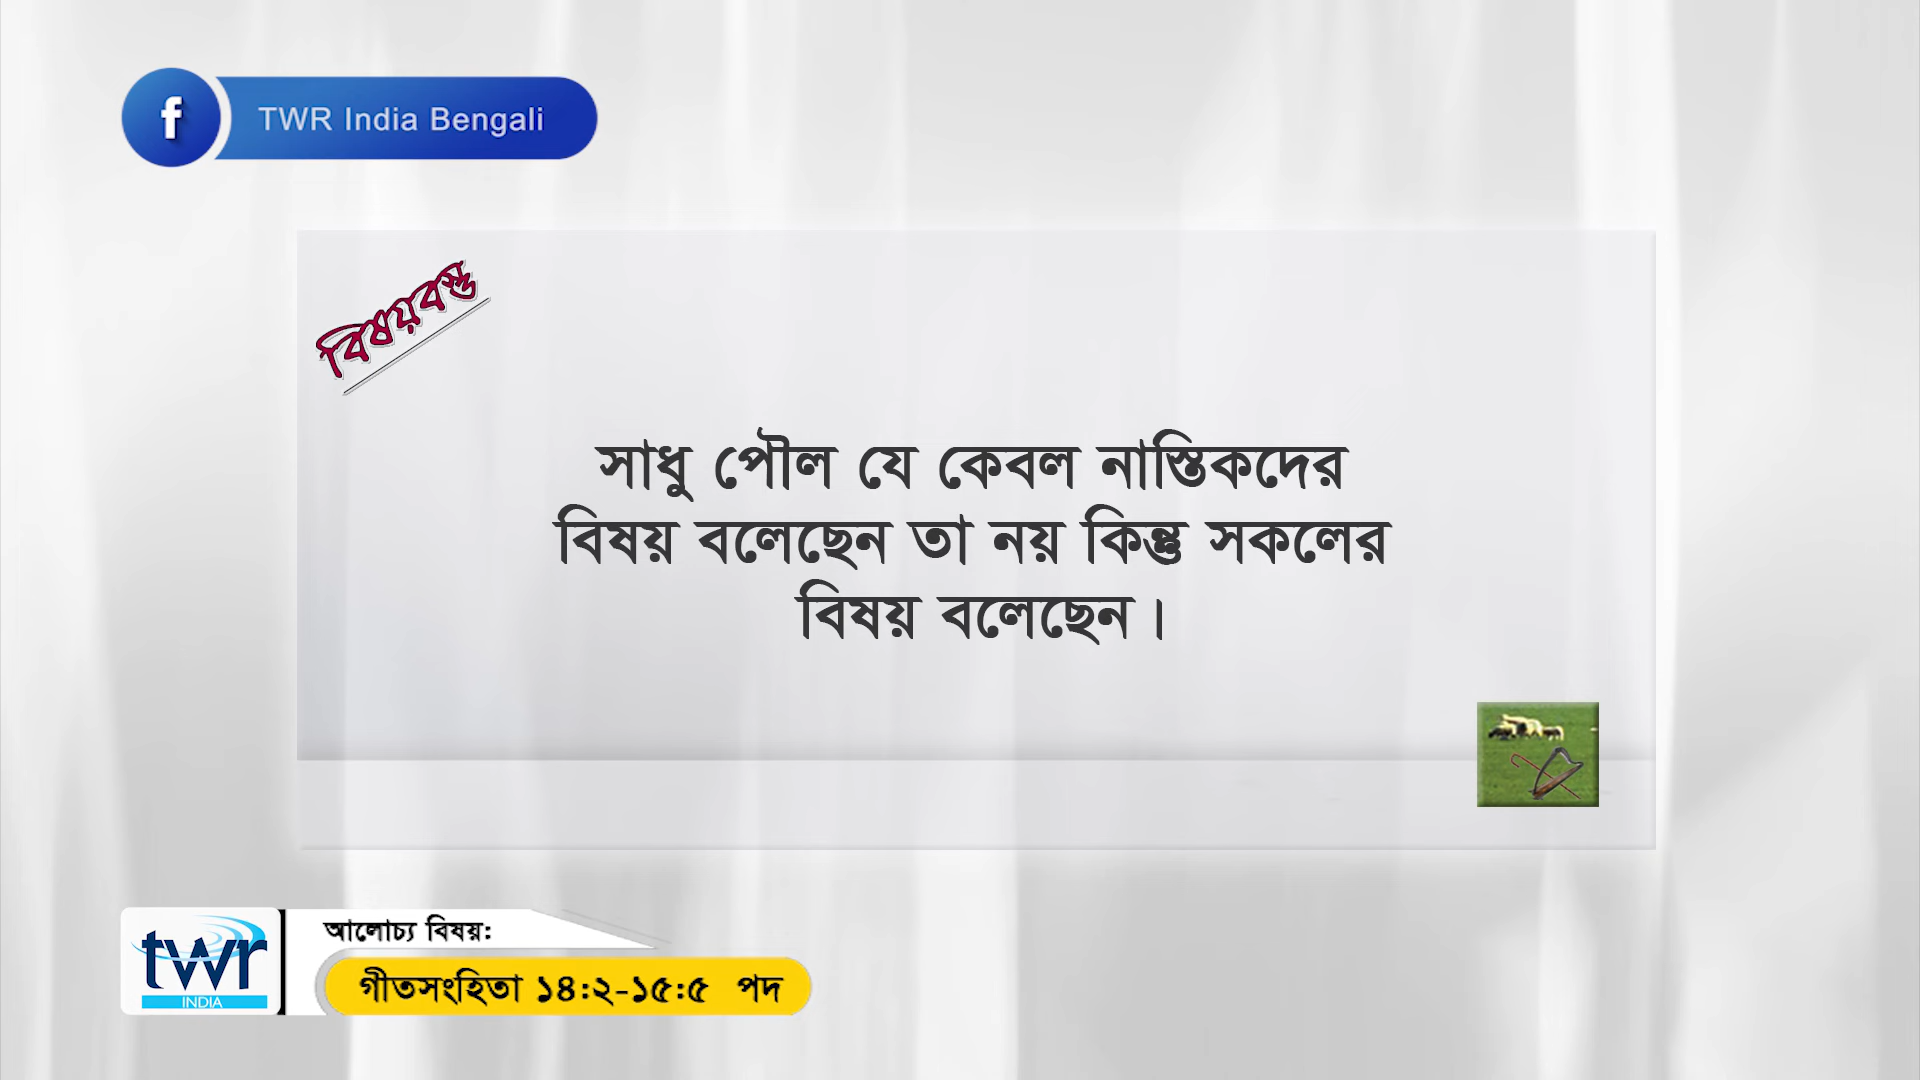 f
TWR India Bengali
বিষয়বস্তু
সাধু পৌল যে কেবল নাস্তিকদের
বিষয় বলেছেন তা নয় কিন্তু সকলের
বিষয় বলেছেন।
twr
INDIA
আলোচ্য বিষয়:
গীতসংহিতা ১৪:২-১৫:৫ পদ